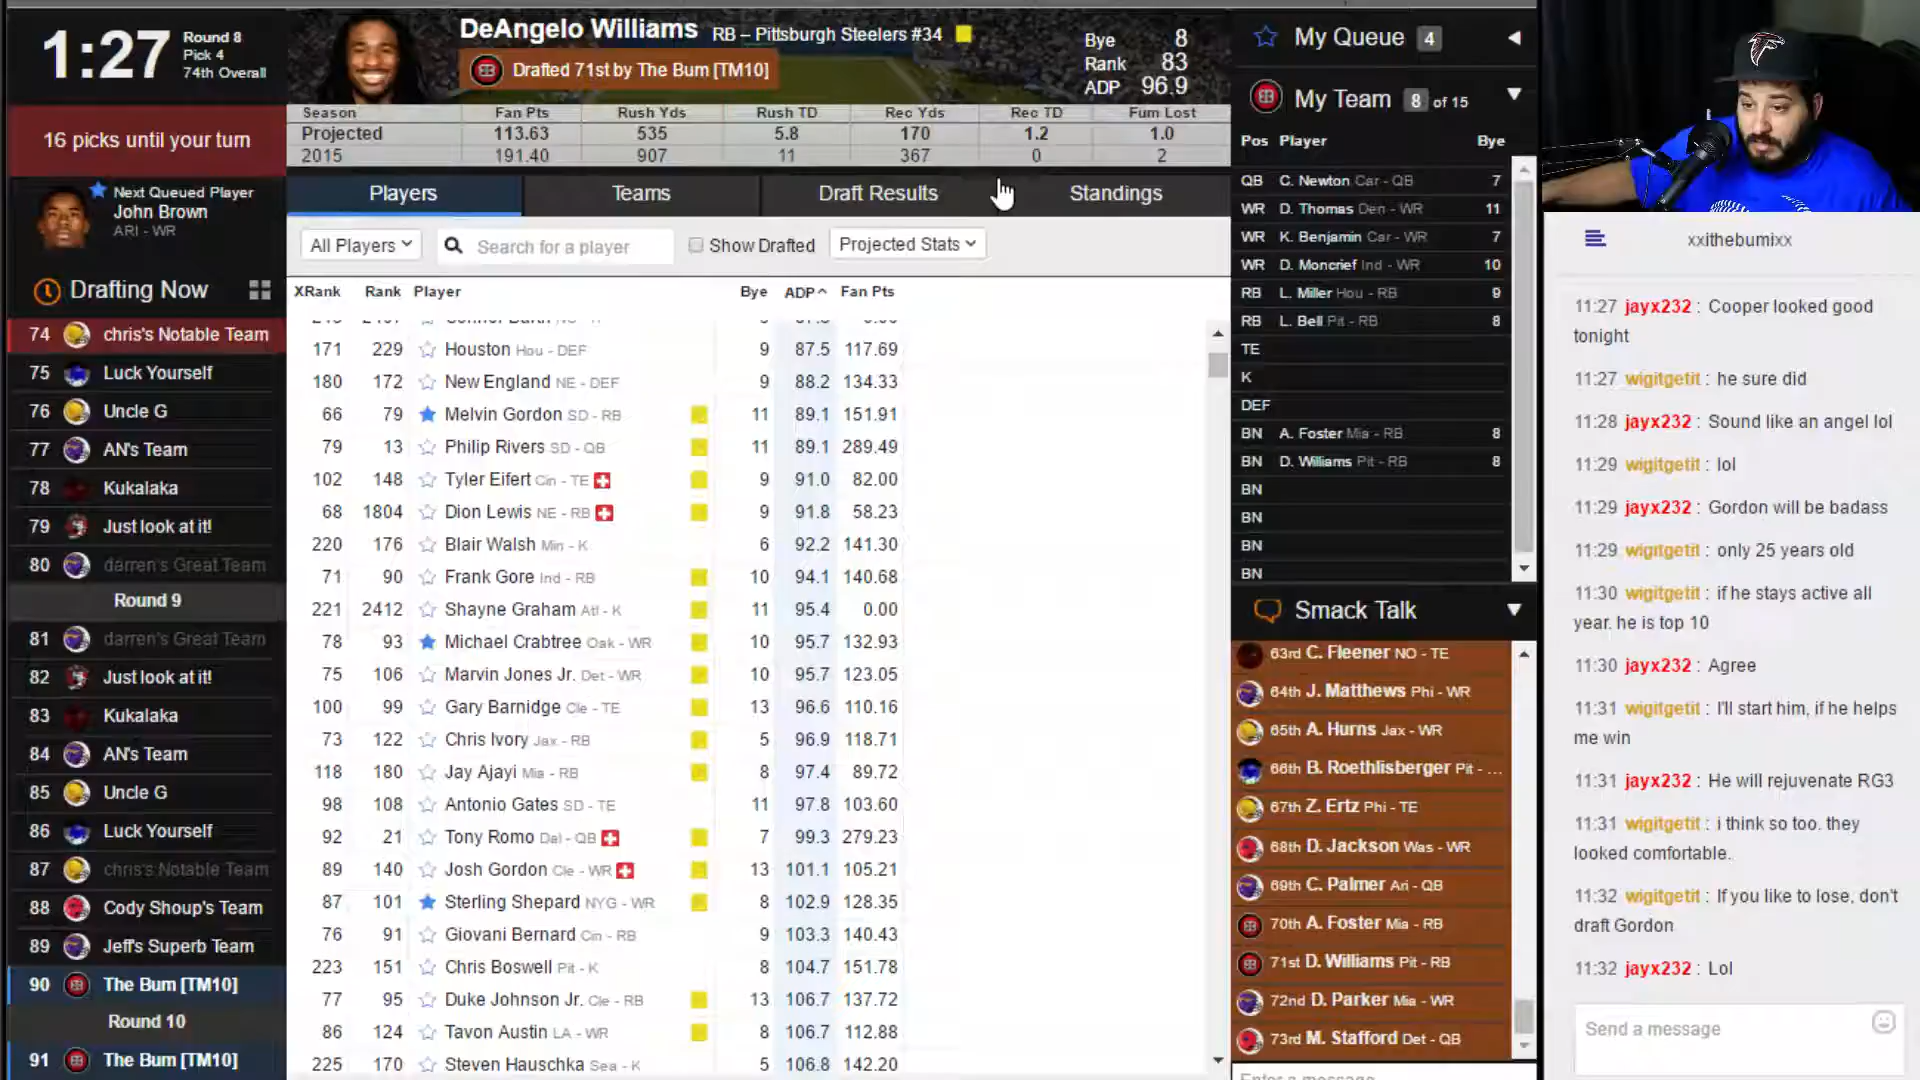 1:27
Round 8
Pick 4
74th Overall
16 picks until your turn
Next Queued Player
John Brown
ARI - WR
Drafting Now
74 chris's Notable Team
75 Luck Yourself
76 Uncle G
77 AN's Team
78 Kukalaka
79 Just look at it!
80 darren's Great Team
Round 9
81 darren's Great Team
82 Just look at it!
83 Kukalaka
84 AN's Team
85 Uncle G
86 Luck Yourself
87 chris's Notable Team
88 Cody Shoup's Team
89 Jeff's Superb Team
90 The Bum [TM10]
Round 10
91 The Bum [TM10]
DeAngelo Williams RB – Pittsburgh Steelers #34
Drafted 71st by The Bum [TM10]
Bye 8
Rank 83
ADP 96.9
Season Fan Pts Rush Yds Rush TD Rec Yds Rec TD Fum Lost
Projected 113.63 535 5.8 170 1.2 1.0
2015 191.40 907 11 367 0 2
Players Teams Draft Results Standings
All Players Search for a player Show Drafted Projected Stats
XRank Rank Player Bye ADP Fan Pts
171 229 Houston Hou - DEF 9 87.5 117.69
180 172 New England NE - DEF 9 88.2 134.33
66 79 Melvin Gordon SD - RB 11 89.1 151.91
79 13 Philip Rivers SD - QB 11 89.1 289.49
102 148 Tyler Eifert Cin - TE 9 91.0 82.00
68 1804 Dion Lewis NE - RB 9 91.8 58.23
220 176 Blair Walsh Min - K 6 92.2 141.30
71 90 Frank Gore Ind - RB 10 94.1 140.68
221 2412 Shayne Graham Atl - K 11 95.4 0.00
78 93 Michael Crabtree Oak - WR 10 95.7 132.93
75 106 Marvin Jones Jr. Det - WR 10 95.7 123.05
100 99 Gary Barnidge Cle - TE 13 96.6 110.16
73 122 Chris Ivory Jax - RB 5 96.9 118.71
118 180 Jay Ajayi Mia - RB 8 97.4 89.72
98 108 Antonio Gates SD - TE 11 97.8 103.60
92 21 Tony Romo Dal - QB 7 99.3 279.23
89 140 Josh Gordon Cle - WR 13 101.1 105.21
87 101 Sterling Shepard NYG - WR 8 102.9 128.35
76 91 Giovani Bernard Cin - RB 9 103.3 140.43
223 151 Chris Boswell Pit - K 8 104.7 151.78
77 95 Duke Johnson Jr. Cle - RB 13 106.7 137.72
86 124 Tavon Austin LA - WR 8 106.7 112.88
225 170 Steven Hauschka Sea - K 5 106.8 142.20
My Queue 4
My Team 8 of 15
Pos Player Bye
QB C. Newton Car - QB 7
WR D. Thomas Den - WR 11
WR K. Benjamin Car - WR 7
WR D. Moncrief Ind - WR 10
RB L. Miller Hou - RB 9
RB L. Bell Pit - RB 8
TE
K
DEF
BN A. Foster Mia - RB 8
BN D. Williams Pit - RB 8
BN
BN
BN
BN
Smack Talk
63rd C. Fleener NO - TE
64th J. Matthews Phi - WR
65th A. Hurns Jax - WR
66th B. Roethlisberger Pit - ...
67th Z. Ertz Phi - TE
68th D. Jackson Was - WR
69th C. Palmer Ari - QB
70th A. Foster Mia - RB
71st D. Williams Pit - RB
72nd D. Parker Mia - WR
73rd M. Stafford Det - QB
Enter a message
xxithebumixx
11:27 jayx232 : Cooper looked good
tonight
11:27 wigitgetit : he sure did
11:28 jayx232 : Sound like an angel lol
11:29 wigitgetit : lol
11:29 jayx232 : Gordon will be badass
11:29 wigitgetit : only 25 years old
11:30 wigitgetit : if he stays active all
year. he is top 10
11:30 jayx232 : Agree
11:31 wigitgetit : I'll start him, if he helps
me win
11:31 jayx232 : He will rejuvenate RG3
11:31 wigitgetit : i think so too. they
looked comfortable.
11:32 wigitgetit : If you like to lose, don't
draft Gordon
11:32 jayx232 : Lol
Send a message